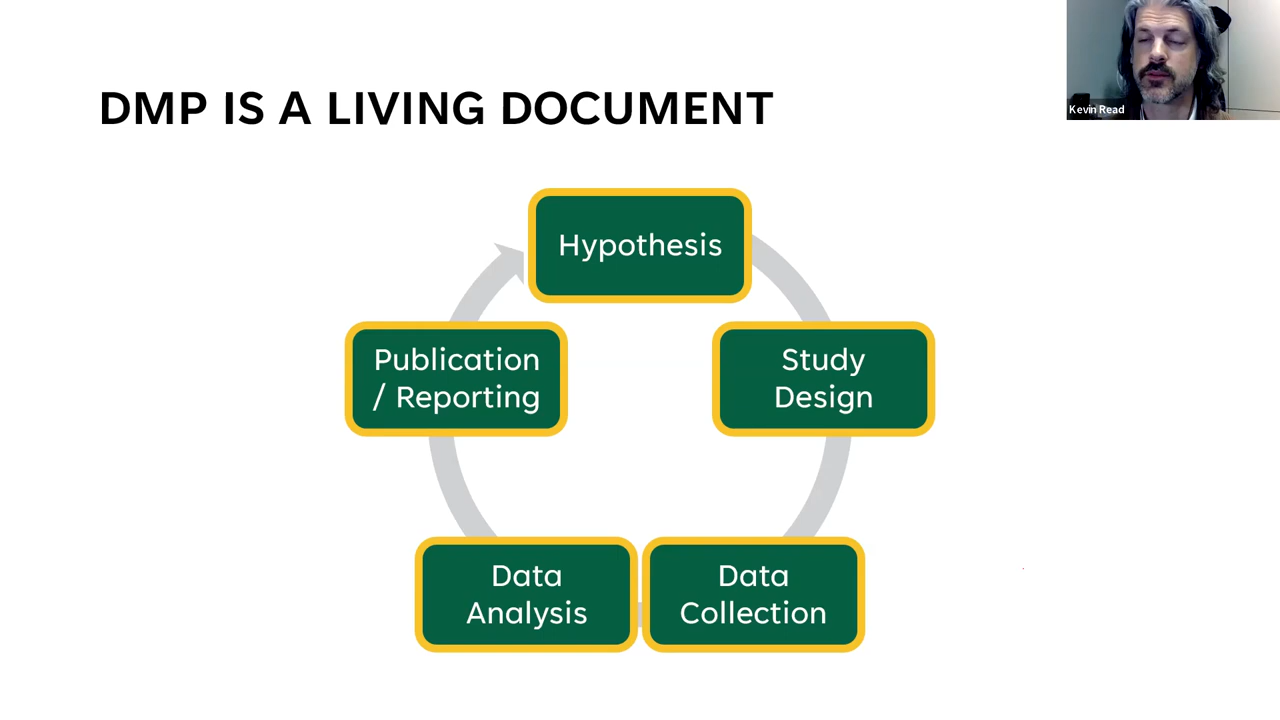 DMP IS A LIVING DOCUMENT
Kevin Read
Hypothesis
Study
Design
Data
Collection
Data
Analysis
Publication
/ Reporting